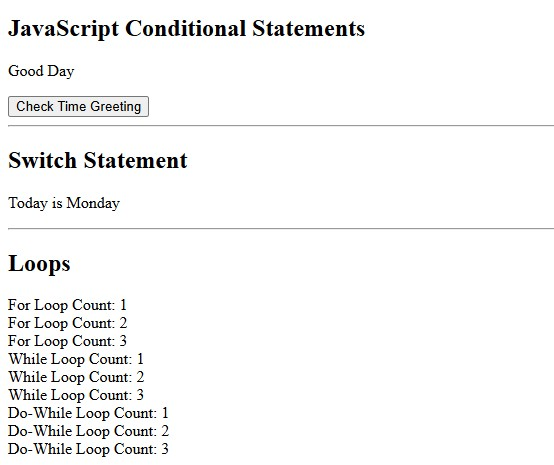 JavaScript Conditional Statements
Good Day
Check Time Greeting
Switch Statement
Today is Monday
Loops
For Loop Count: 1
For Loop Count: 2
For Loop Count: 3
While Loop Count: 1
While Loop Count: 2
While Loop Count: 3
Do-While Loop Count: 1
Do-While Loop Count: 2
Do-While Loop Count: 3